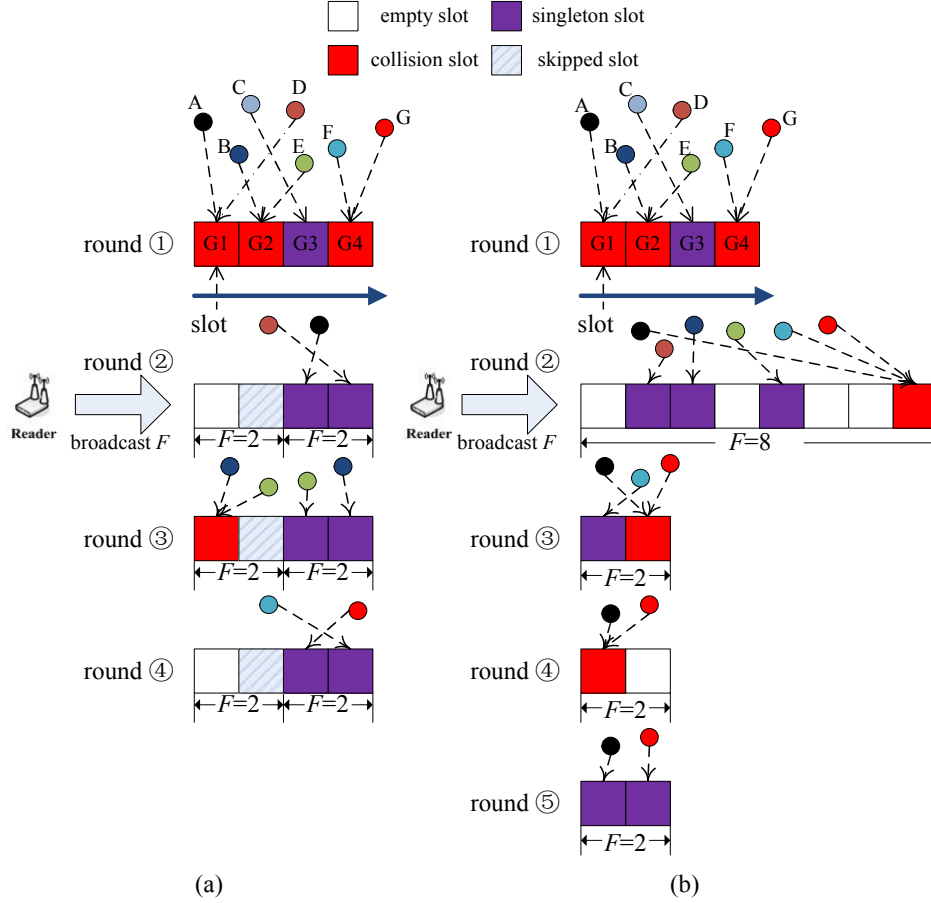 empty slot
singleton slot
collision slot
skipped slot
A
C
D
B
E
F
G
round ①
G1
G2
G3
G4
slot
round ②
Reader
broadcast F
F=2
F=2
round ③
F=2
F=2
round ④
F=2
F=2
(a)
A
C
D
B
E
F
G
round ①
G1
G2
G3
G4
slot
round ②
Reader
broadcast F
F=8
round ③
F=2
round ④
F=2
round ⑤
F=2
(b)